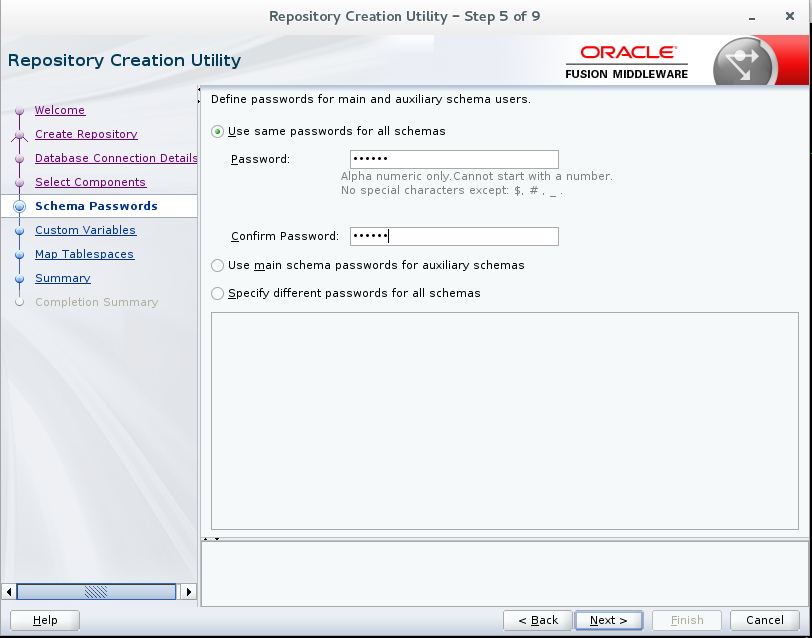 Repository Creation Utility – Step 5 of 9
Repository Creation Utility
ORACLE
FUSION MIDDLEWARE
Welcome
Create Repository
Database Connection Details
Select Components
Schema Passwords
Custom Variables
Map Tablespaces
Summary
Completion Summary
Define passwords for main and auxiliary schema users.
Use same passwords for all schemas
Password: ••••••
Alpha numeric only.Cannot start with a number.
No special characters except: $, # , _ .
Confirm Password: ••••••
Use main schema passwords for auxiliary schemas
Specify different passwords for all schemas
Help
< Back
Next >
Finish
Cancel